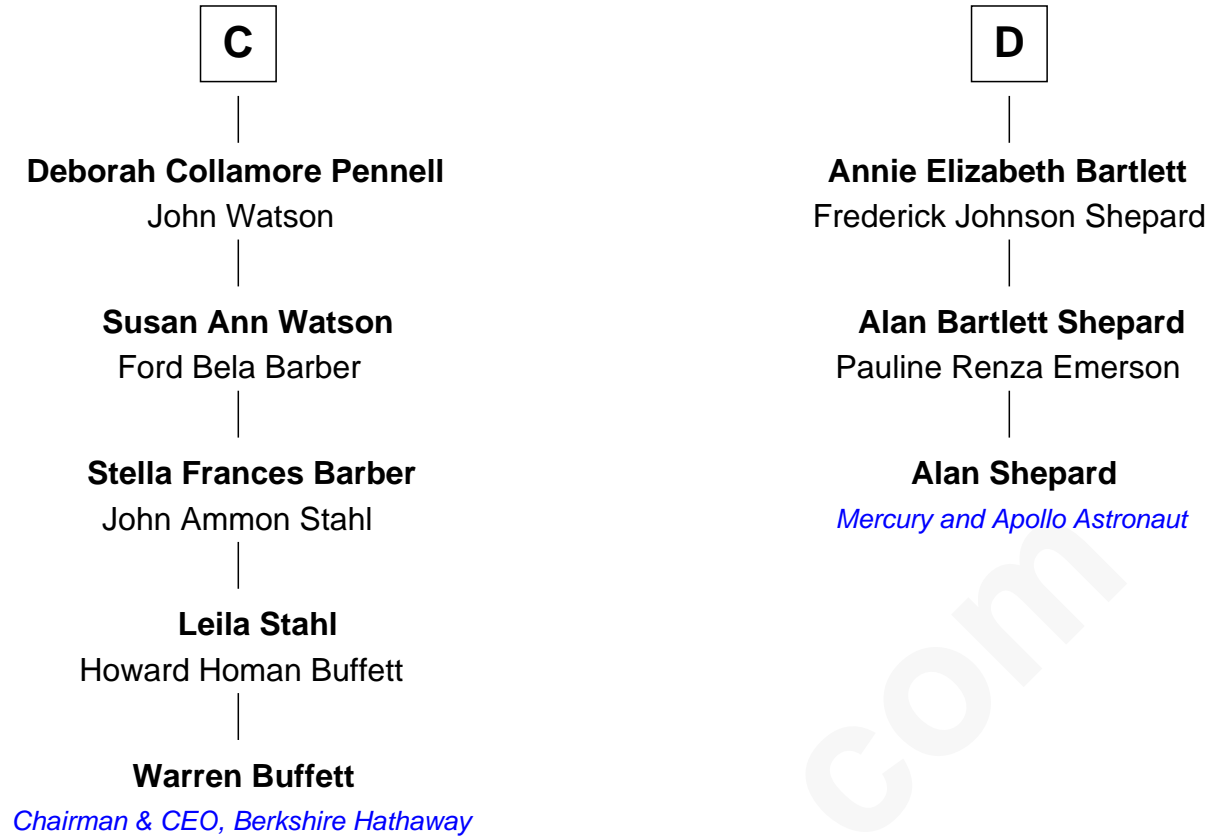 C
Deborah Collamore Pennell
John Watson
Susan Ann Watson
Ford Bela Barber
Stella Frances Barber
John Ammon Stahl
Leila Stahl
Howard Homan Buffett
Warren Buffett
Chairman & CEO, Berkshire Hathaway
D
Annie Elizabeth Bartlett
Frederick Johnson Shepard
Alan Bartlett Shepard
Pauline Renza Emerson
Alan Shepard
Mercury and Apollo Astronaut
com